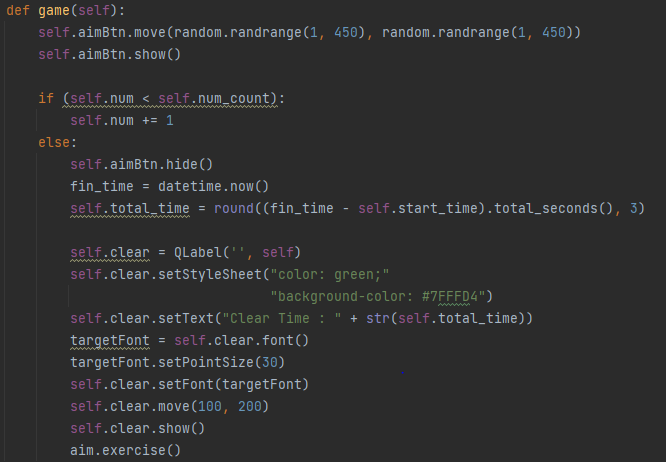 def game(self):
    self.aimBtn.move(random.randrange(1, 450), random.randrange(1, 450))
    self.aimBtn.show()

    if (self.num < self.num_count):
        self.num += 1
    else:
        self.aimBtn.hide()
        fin_time = datetime.now()
        self.total_time = round((fin_time - self.start_time).total_seconds(), 3)

        self.clear = QLabel('', self)
        self.clear.setStyleSheet("color: green;"
                                 "background-color: #7FFFD4")
        self.clear.setText("Clear Time : " + str(self.total_time))
        targetFont = self.clear.font()
        targetFont.setPointSize(30)
        self.clear.setFont(targetFont)
        self.clear.move(100, 200)
        self.clear.show()
        aim.exercise()